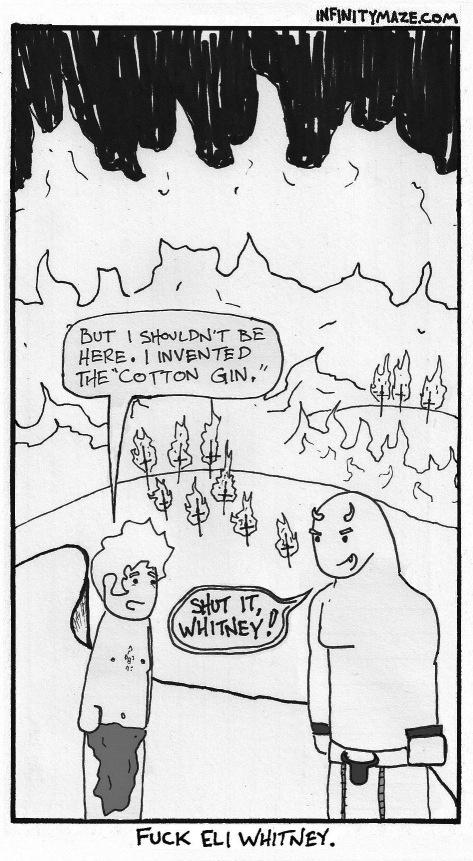 INFINITYMAZE.COM
BUT I SHOULDN'T BE
HERE. I INVENTED
THE "COTTON GIN."
SHUT IT,
WHITNEY!
FUCK ELI WHITNEY.